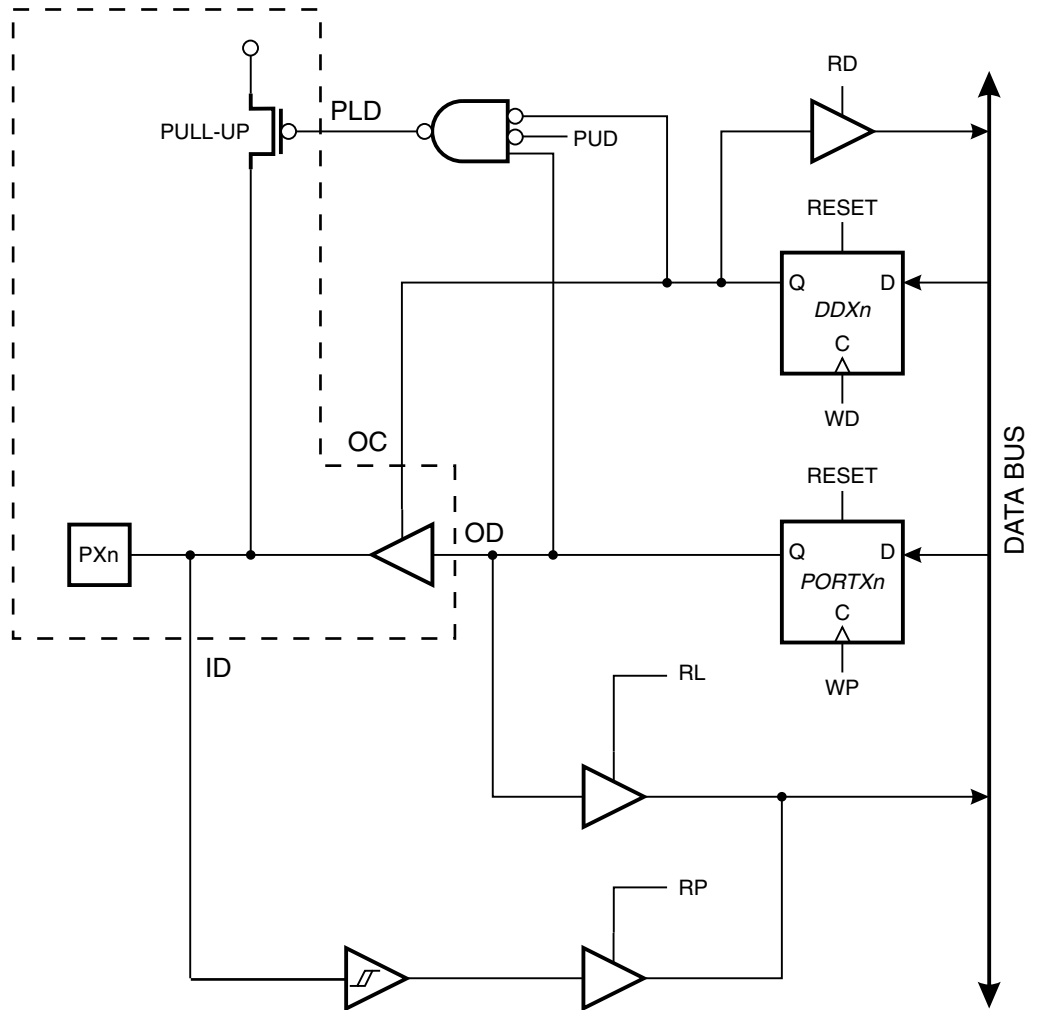 RD
PLD
PULL-UP
PUD
RESET
Q
D
DDXn
C
WD
OC
RESET
DATA BUS
OD
PXn
Q
D
PORTXn
C
WP
ID
RL
RP